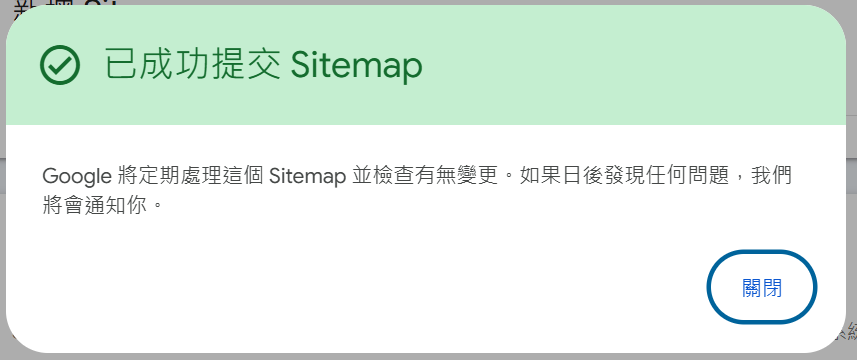 已成功提交 Sitemap
Google 將定期處理這個 Sitemap 並檢查有無變更。如果日後發現任何問題，我們
將會通知你。
關閉